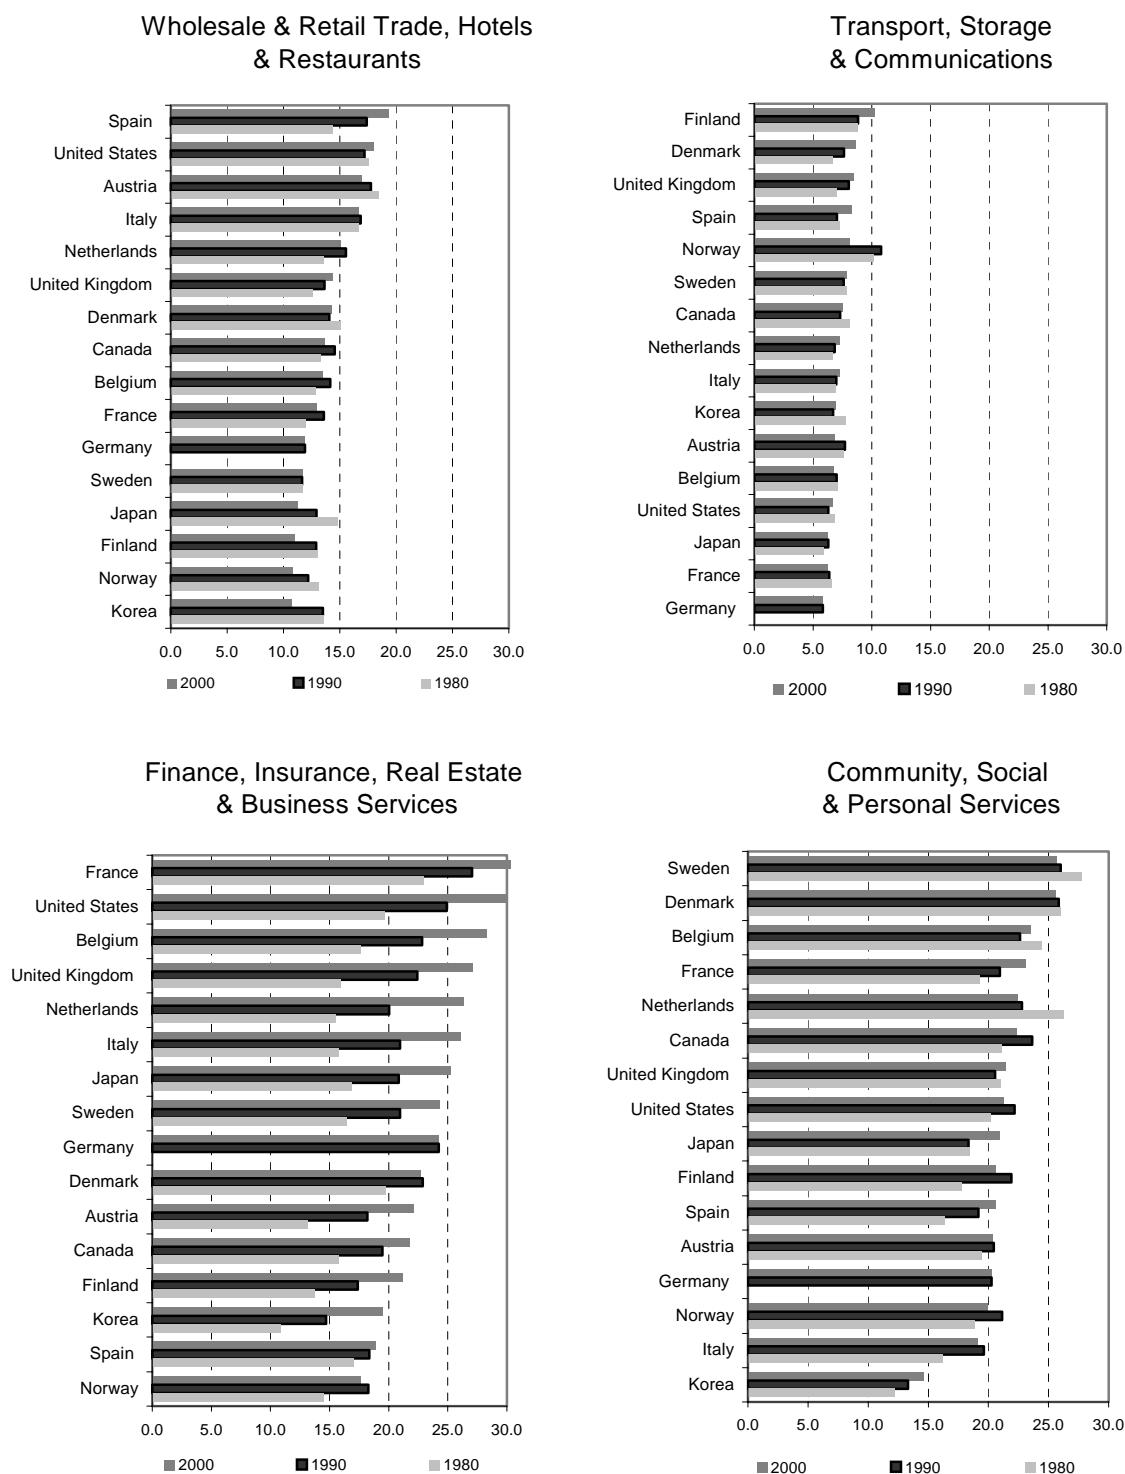 Wholesale & Retail Trade, Hotels
& Restaurants
Spain
United States
Austria
Italy
Netherlands
United Kingdom
Denmark
Canada
Belgium
France
Germany
Sweden
Japan
Finland
Norway
Korea
0.0 5.0 10.0 15.0 20.0 25.0 30.0
2000 1990 1980
Transport, Storage
& Communications
Finland
Denmark
United Kingdom
Spain
Norway
Sweden
Canada
Netherlands
Italy
Korea
Austria
Belgium
United States
Japan
France
Germany
0.0 5.0 10.0 15.0 20.0 25.0 30.0
2000 1990 1980
Finance, Insurance, Real Estate
& Business Services
France
United States
Belgium
United Kingdom
Netherlands
Italy
Japan
Sweden
Germany
Denmark
Austria
Canada
Finland
Korea
Spain
Norway
0.0 5.0 10.0 15.0 20.0 25.0 30.0
2000 1990 1980
Community, Social
& Personal Services
Sweden
Denmark
Belgium
France
Netherlands
Canada
United Kingdom
United States
Japan
Finland
Spain
Austria
Germany
Norway
Italy
Korea
0.0 5.0 10.0 15.0 20.0 25.0 30.0
2000 1990 1980